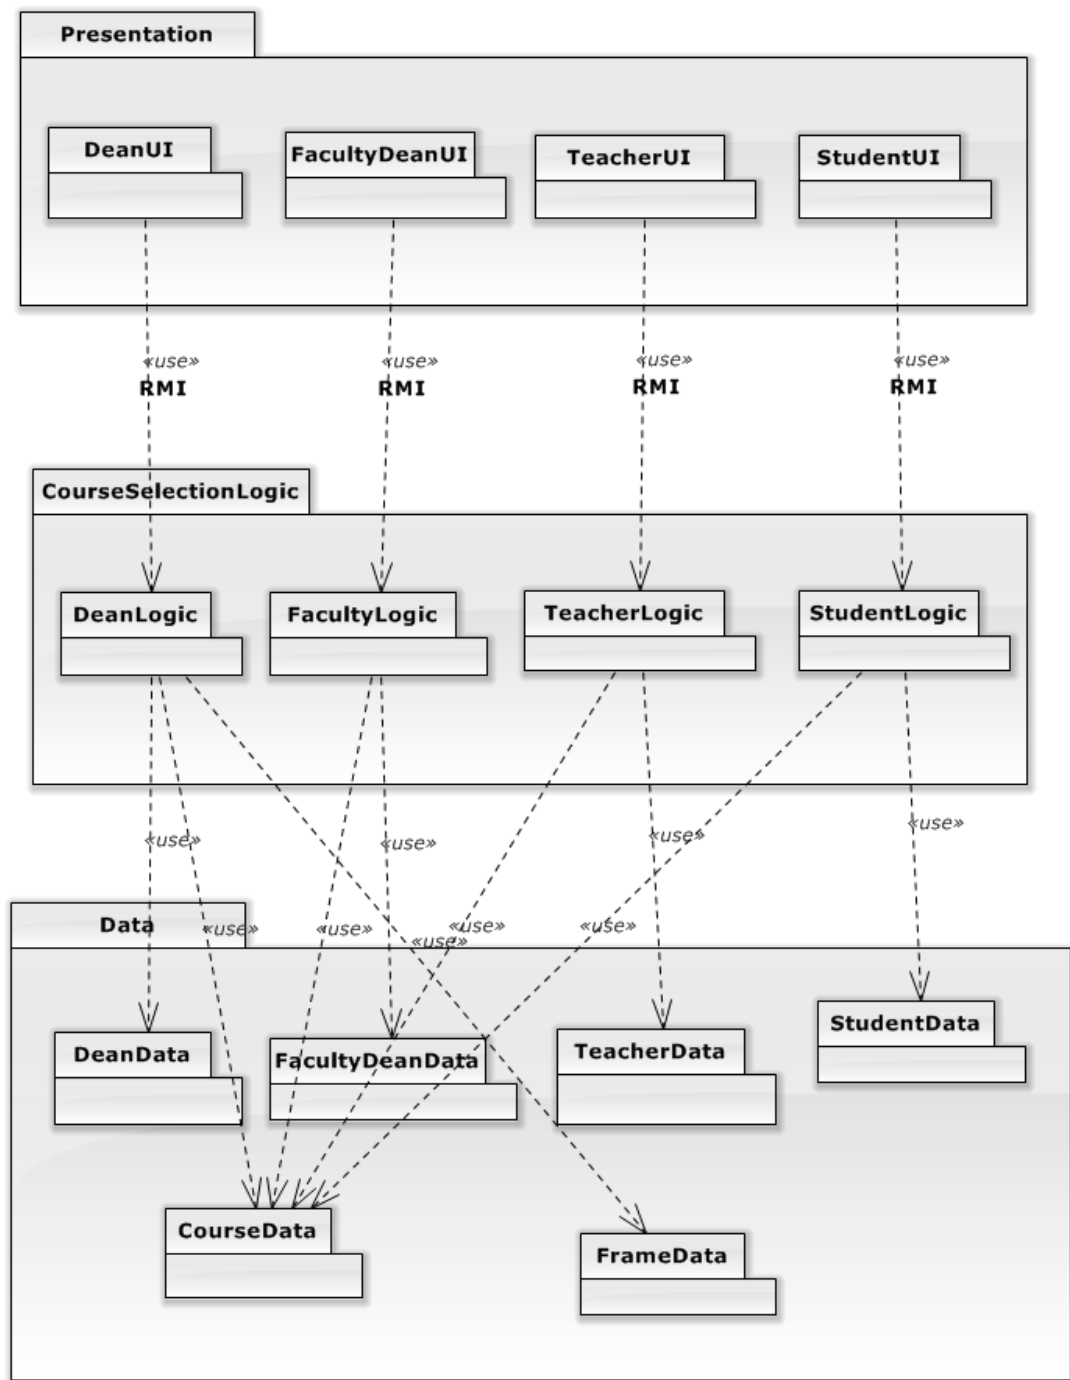 Presentation
DeanUI
FacultyDeanUI
TeacherUI
StudentUI
«use»
«use»
«use»
«use»
RMI
RMI
RMI
RMI
CourseSelectionLogic
DeanLogic
FacultyLogic
TeacherLogic
StudentLogic
«use»
«use»
«use»
«use»
Data
«use»
«use»
«use»
«use»
«use»
DeanData
FacultyDeanData
TeacherData
StudentData
CourseData
FrameData